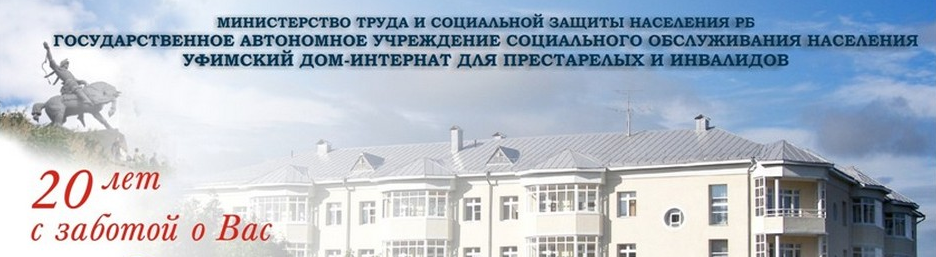 МИНИСТЕРСТВО ТРУДА И СОЦИАЛЬНОЙ ЗАЩИТЫ НАСЕЛЕНИЯ РБ
ГОСУДАРСТВЕННОЕ АВТОНОМНОЕ УЧРЕЖДЕНИЕ СОЦИАЛЬНОГО ОБСЛУЖИВАНИЯ НАСЕЛЕНИЯ
УФИМСКИЙ ДОМ-ИНТЕРНАТ ДЛЯ ПРЕСТАРЕЛЫХ И ИНВАЛИДОВ
20 лет
с заботой о Вас